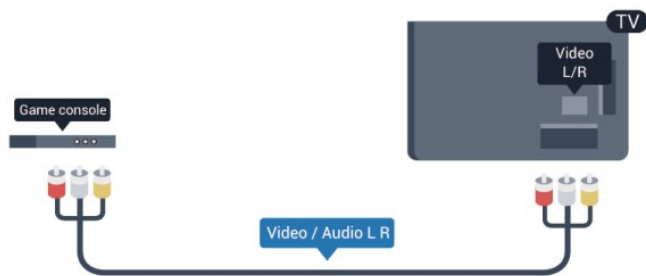 TV
Video
L/R
Game console
Video / Audio L R